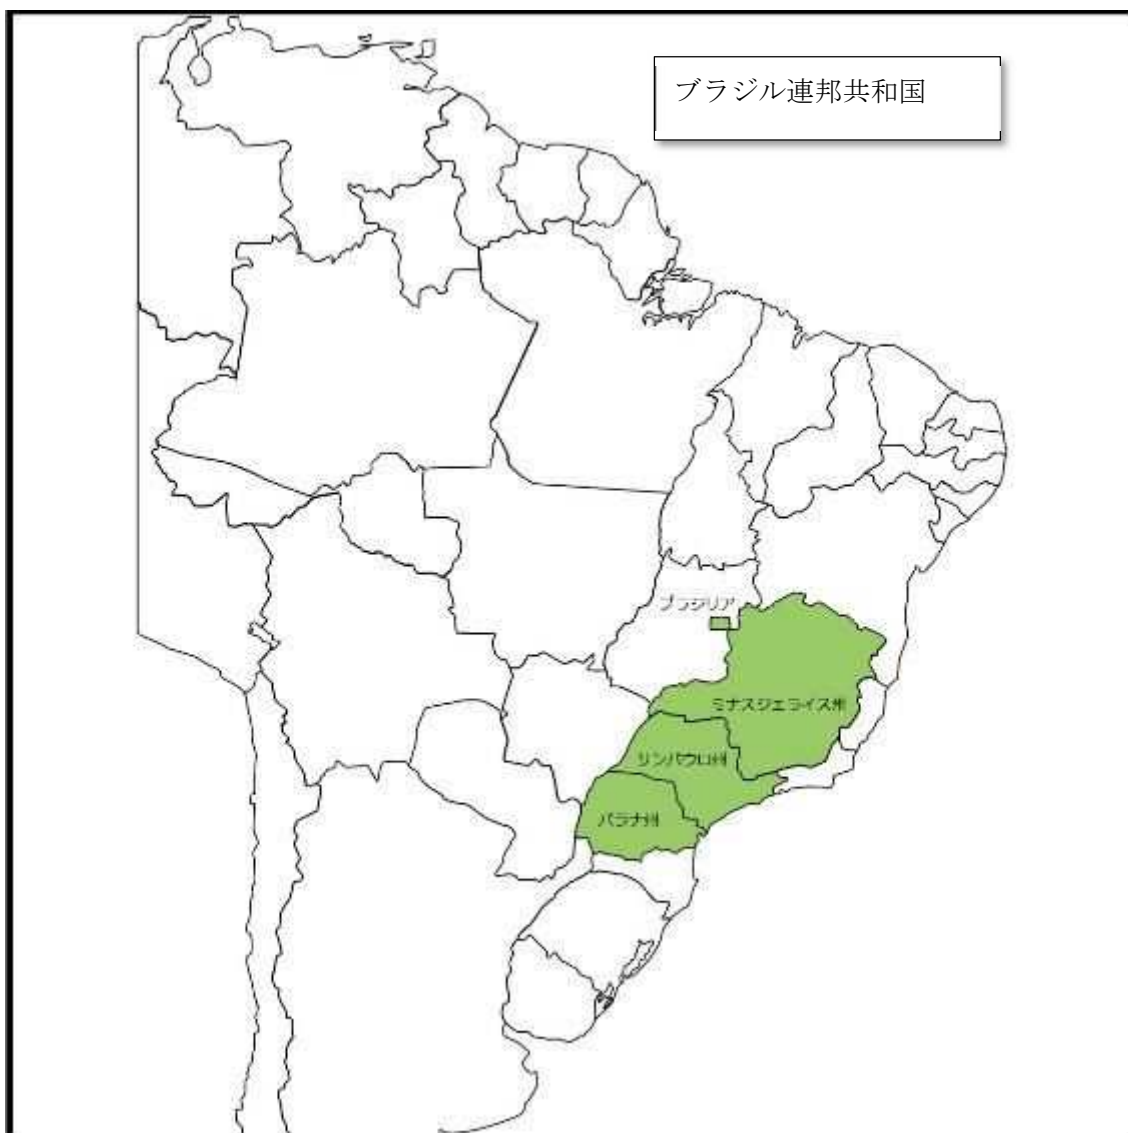 ブラジル連邦共和国
ブラジリア
ミナスジェライス州
サンパウロ州
パラナ州